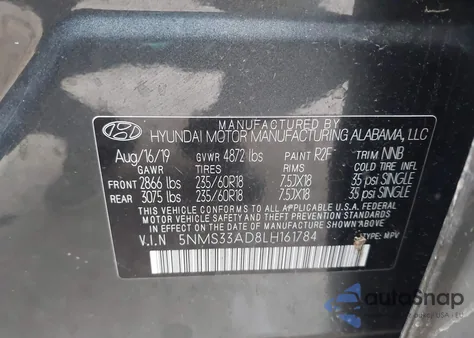 MANUFACTURED BY
HYUNDAI MOTOR MANUFACTURING ALABAMA, LLC
Aug/16/19 GVWR 4872 lbs PAINT R2F TRIM NNB
GAWR TIRES RIMS COLD TIRE INFL
FRONT 2866 lbs 235/60R18 7.5JX18 35 psi SINGLE
REAR 3075 lbs 235/60R18 7.5JX18 35 psi SINGLE
THIS VEHICLE CONFORMS TO ALL APPLICABLE U.S.A. FEDERAL
MOTOR VEHICLE SAFETY, BUMPER, AND THEFT PREVENTION STANDARDS
IN EFFECT ON THE DATE OF MANUFACTURE SHOWN ABOVE.
V.I.N 5NMS33AD8LH161784 TYPE: MPV
autoSnap